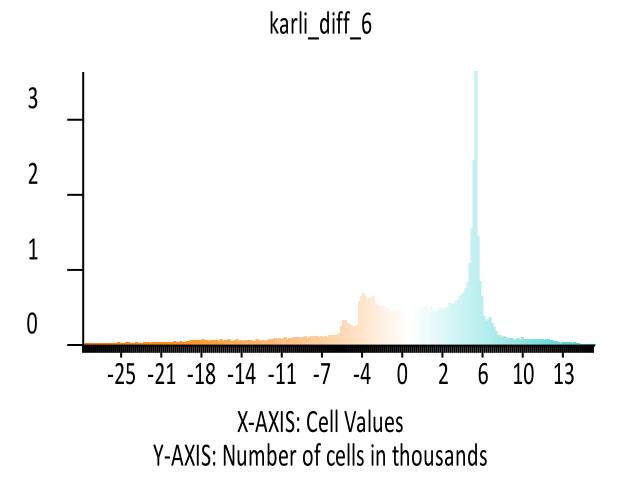 karli_diff_6
3
2
1
0
-25 -21 -18 -14 -11 -7 -4 0 2 6 10 13
X-AXIS: Cell Values
Y-AXIS: Number of cells in thousands